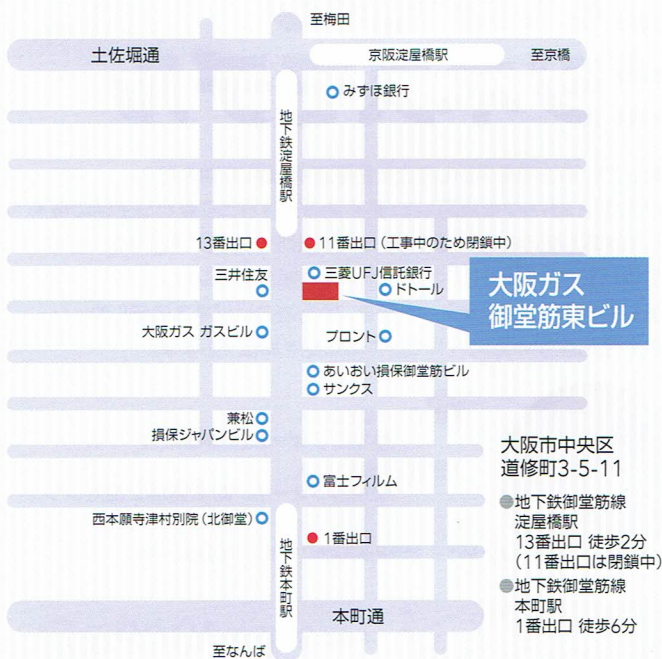 至梅田
土佐堀通
京阪淀屋橋駅
至京橋
みずほ銀行
地下鉄淀屋橋駅
13番出口
11番出口(工事中のため閉鎖中)
三井住友
三菱UFJ信託銀行
ドトール
大阪ガス
御堂筋東ビル
大阪ガス ガスビル
プロント
あいおい損保御堂筋ビル
サンクス
兼松
損保ジャパンビル
富士フィルム
西本願寺津村別院(北御堂)
1番出口
地下鉄本町駅
本町通
至なんば
大阪市中央区
道修町3-5-11
地下鉄御堂筋線
淀屋橋駅
13番出口 徒歩2分
(11番出口は閉鎖中)
地下鉄御堂筋線
本町駅
1番出口 徒歩6分